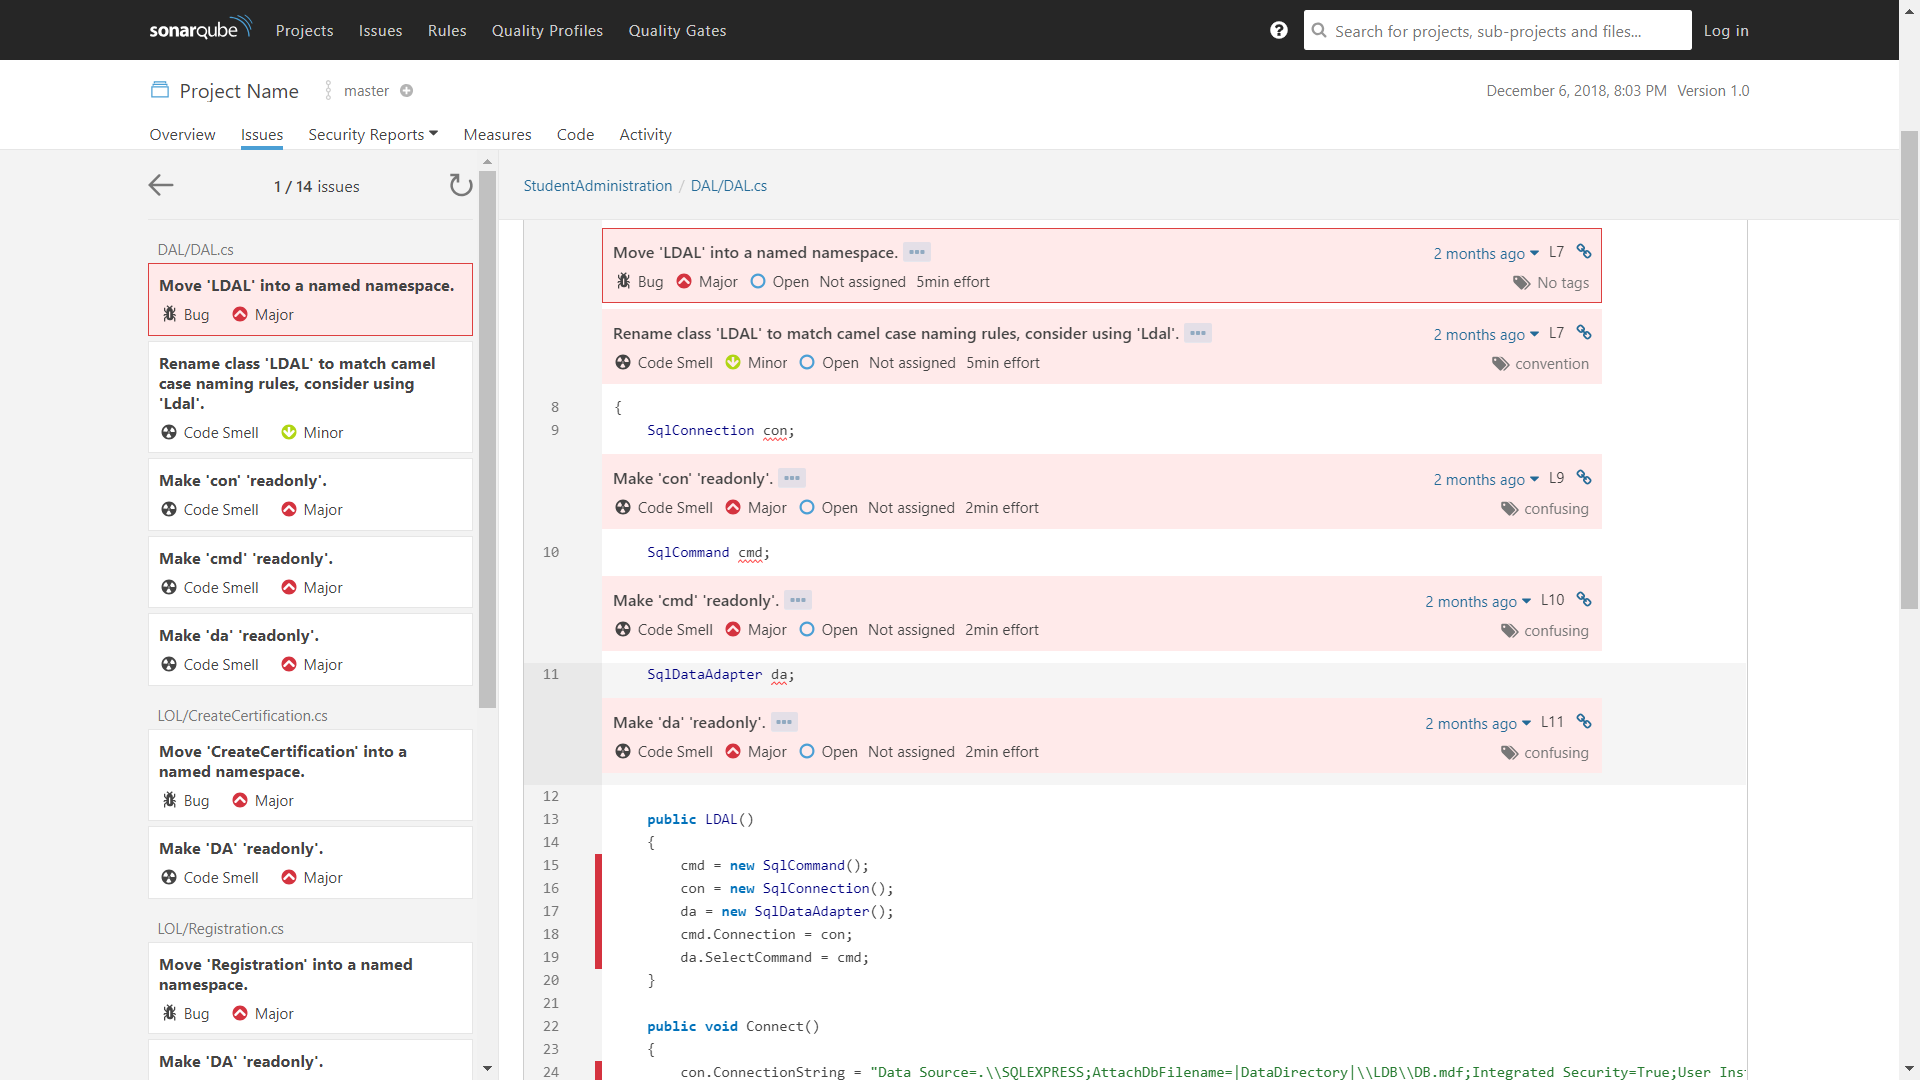 sonarqube Projects Issues Rules Quality Profiles Quality Gates ? Search for projects, sub-projects and files... Log in
Project Name master December 6, 2018, 8:03 PM Version 1.0
Overview Issues Security Reports Measures Code Activity
1 / 14 issues
DAL/DAL.cs
Move 'LDAL' into a named namespace.
Bug Major
Rename class 'LDAL' to match camel
case naming rules, consider using
'Ldal'.
Code Smell Minor
Make 'con' 'readonly'.
Code Smell Major
Make 'cmd' 'readonly'.
Code Smell Major
Make 'da' 'readonly'.
Code Smell Major
LOL/CreateCertification.cs
Move 'CreateCertification' into a
named namespace.
Bug Major
Make 'DA' 'readonly'.
Code Smell Major
LOL/Registration.cs
Move 'Registration' into a named
namespace.
Bug Major
Make 'DA' 'readonly'.
StudentAdministration / DAL/DAL.cs
Move 'LDAL' into a named namespace. ••• 2 months ago L7
Bug Major Open Not assigned 5min effort No tags
Rename class 'LDAL' to match camel case naming rules, consider using 'Ldal'. ••• 2 months ago L7
Code Smell Minor Open Not assigned 5min effort convention
8 {
9 SqlConnection con;
Make 'con' 'readonly'. ••• 2 months ago L9
Code Smell Major Open Not assigned 2min effort confusing
10 SqlCommand cmd;
Make 'cmd' 'readonly'. ••• 2 months ago L10
Code Smell Major Open Not assigned 2min effort confusing
11 SqlDataAdapter da;
Make 'da' 'readonly'. ••• 2 months ago L11
Code Smell Major Open Not assigned 2min effort confusing
12
13 public LDAL()
14 {
15 cmd = new SqlCommand();
16 con = new SqlConnection();
17 da = new SqlDataAdapter();
18 cmd.Connection = con;
19 da.SelectCommand = cmd;
20 }
21
22 public void Connect()
23 {
24 con.ConnectionString = "Data Source=.\\SQLEXPRESS;AttachDbFilename=|DataDirectory|\\LDB\\DB.mdf;Integrated Security=True;User Ins